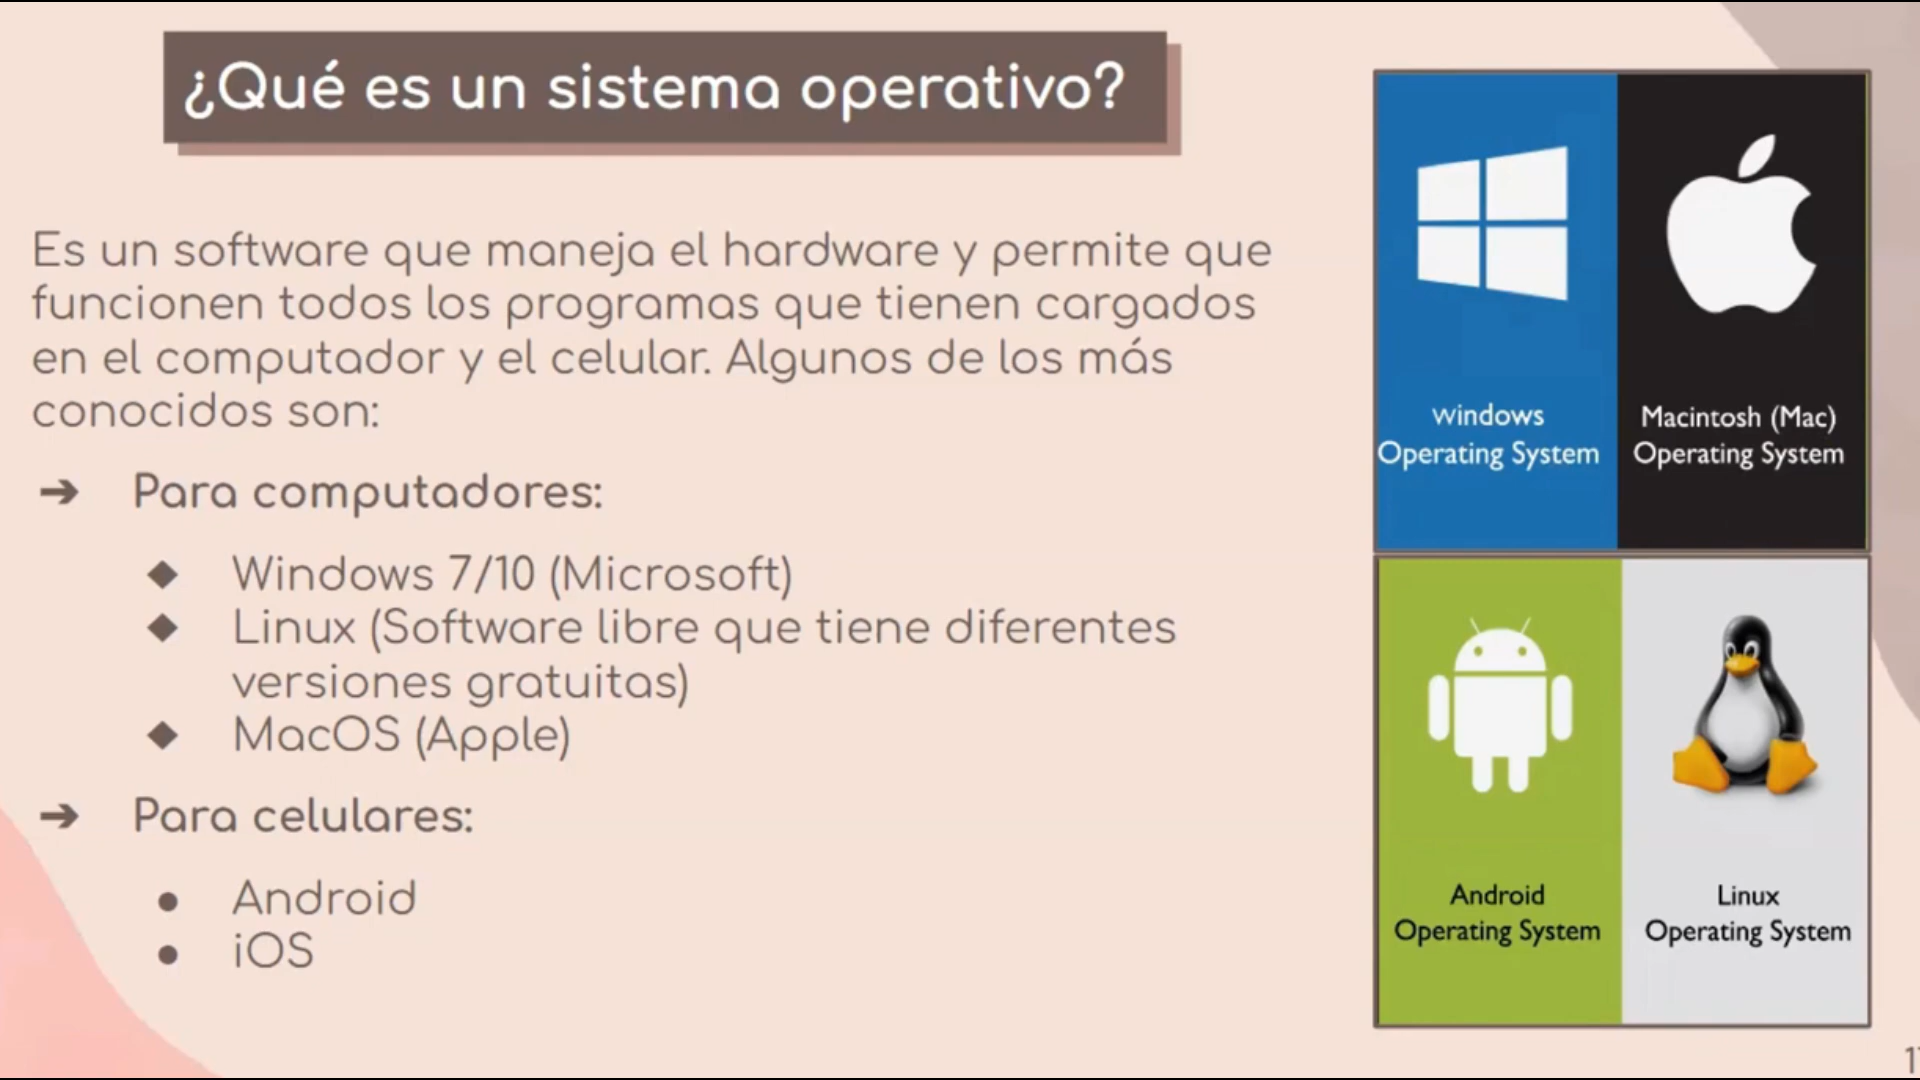 ¿Qué es un sistema operativo?
Es un software que maneja el hardware y permite que
funcionen todos los programas que tienen cargados
en el computador y el celular. Algunos de los más
conocidos son:
➔ Para computadores:
◆ Windows 7/10 (Microsoft)
◆ Linux (Software libre que tiene diferentes
versiones gratuitas)
◆ MacOS (Apple)
➔ Para celulares:
● Android
● iOS
Windows
Operating System
Macintosh (Mac)
Operating System
Android
Operating System
Linux
Operating System